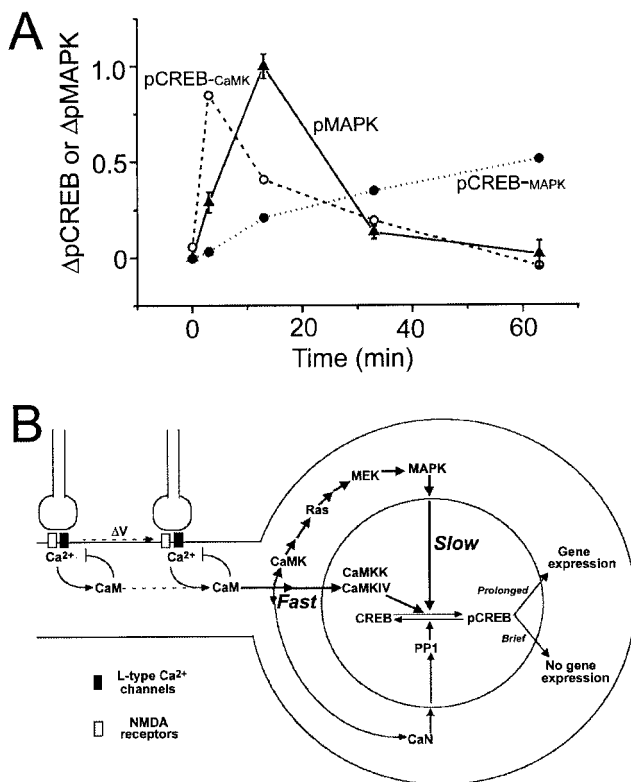 A
ΔpCREB or ΔpMAPK
1.0
0.5
0
pCREB-CaMK
pMAPK
pCREB-MAPK
0
20
40
60
Time (min)
B
ΔV
Ca²⁺
Ca²⁺
CaM
CaM
CaMK
Ras
MEK
MAPK
Slow
Fast
CaMKK
CaMKIV
CREB
pCREB
PP1
CaN
Prolonged
Brief
Gene
expression
No gene
expression
L-type Ca²⁺
channels
NMDA
receptors